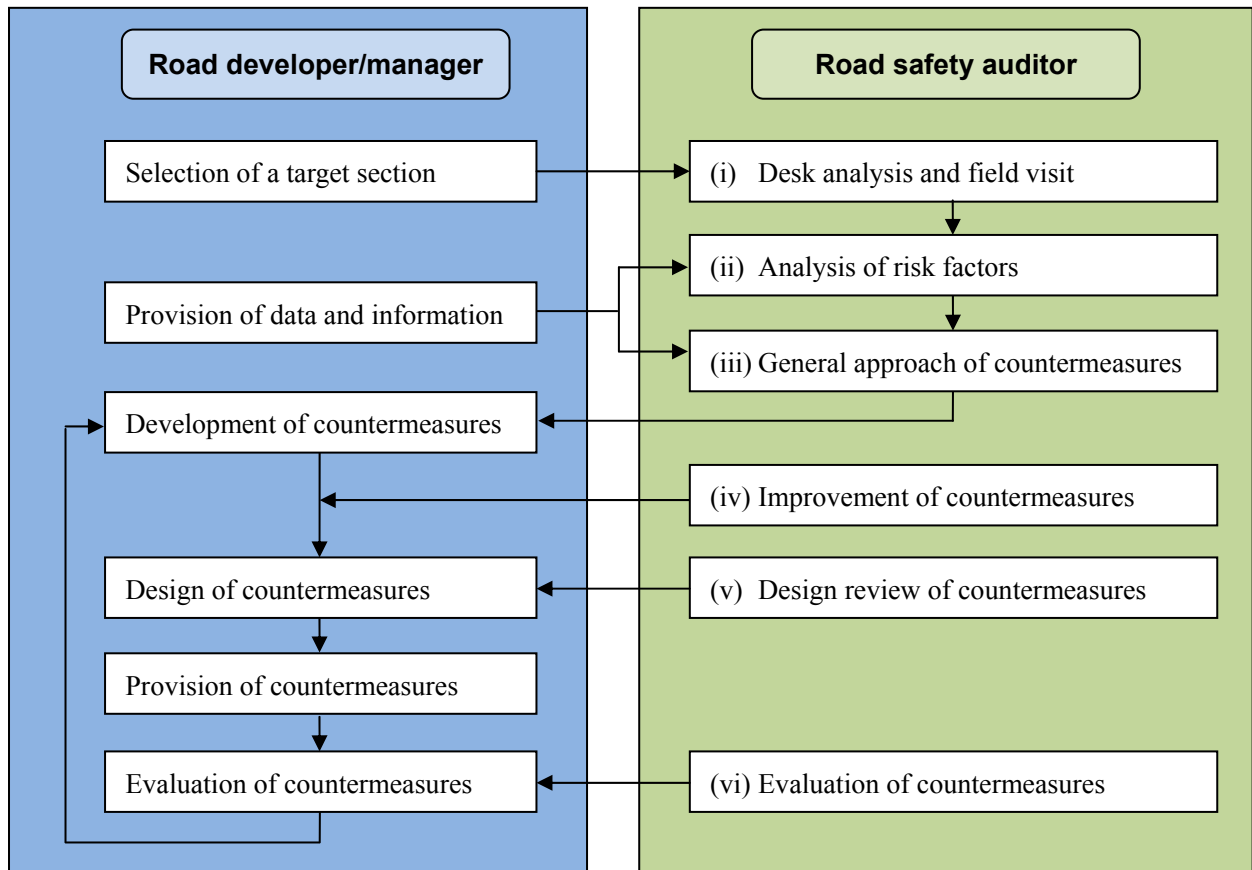 Road developer/manager
Selection of a target section
Provision of data and information
Development of countermeasures
Design of countermeasures
Provision of countermeasures
Evaluation of countermeasures
Road safety auditor
(i) Desk analysis and field visit
(ii) Analysis of risk factors
(iii) General approach of countermeasures
(iv) Improvement of countermeasures
(v) Design review of countermeasures
(vi) Evaluation of countermeasures